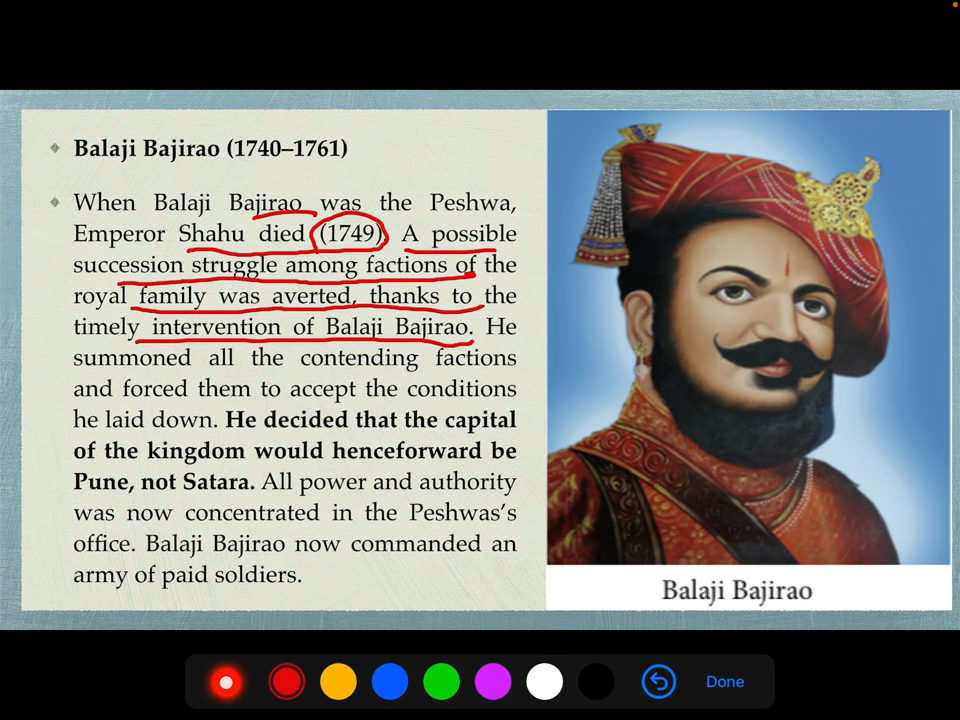 Balaji Bajirao (1740–1761)
When Balaji Bajirao was the Peshwa,
Emperor Shahu died (1749). A possible
succession struggle among factions of the
royal family was averted, thanks to the
timely intervention of Balaji Bajirao. He
summoned all the contending factions
and forced them to accept the conditions
he laid down. He decided that the capital
of the kingdom would henceforward be
Pune, not Satara. All power and authority
was now concentrated in the Peshwas’s
office. Balaji Bajirao now commanded an
army of paid soldiers.
Balaji Bajirao
Done